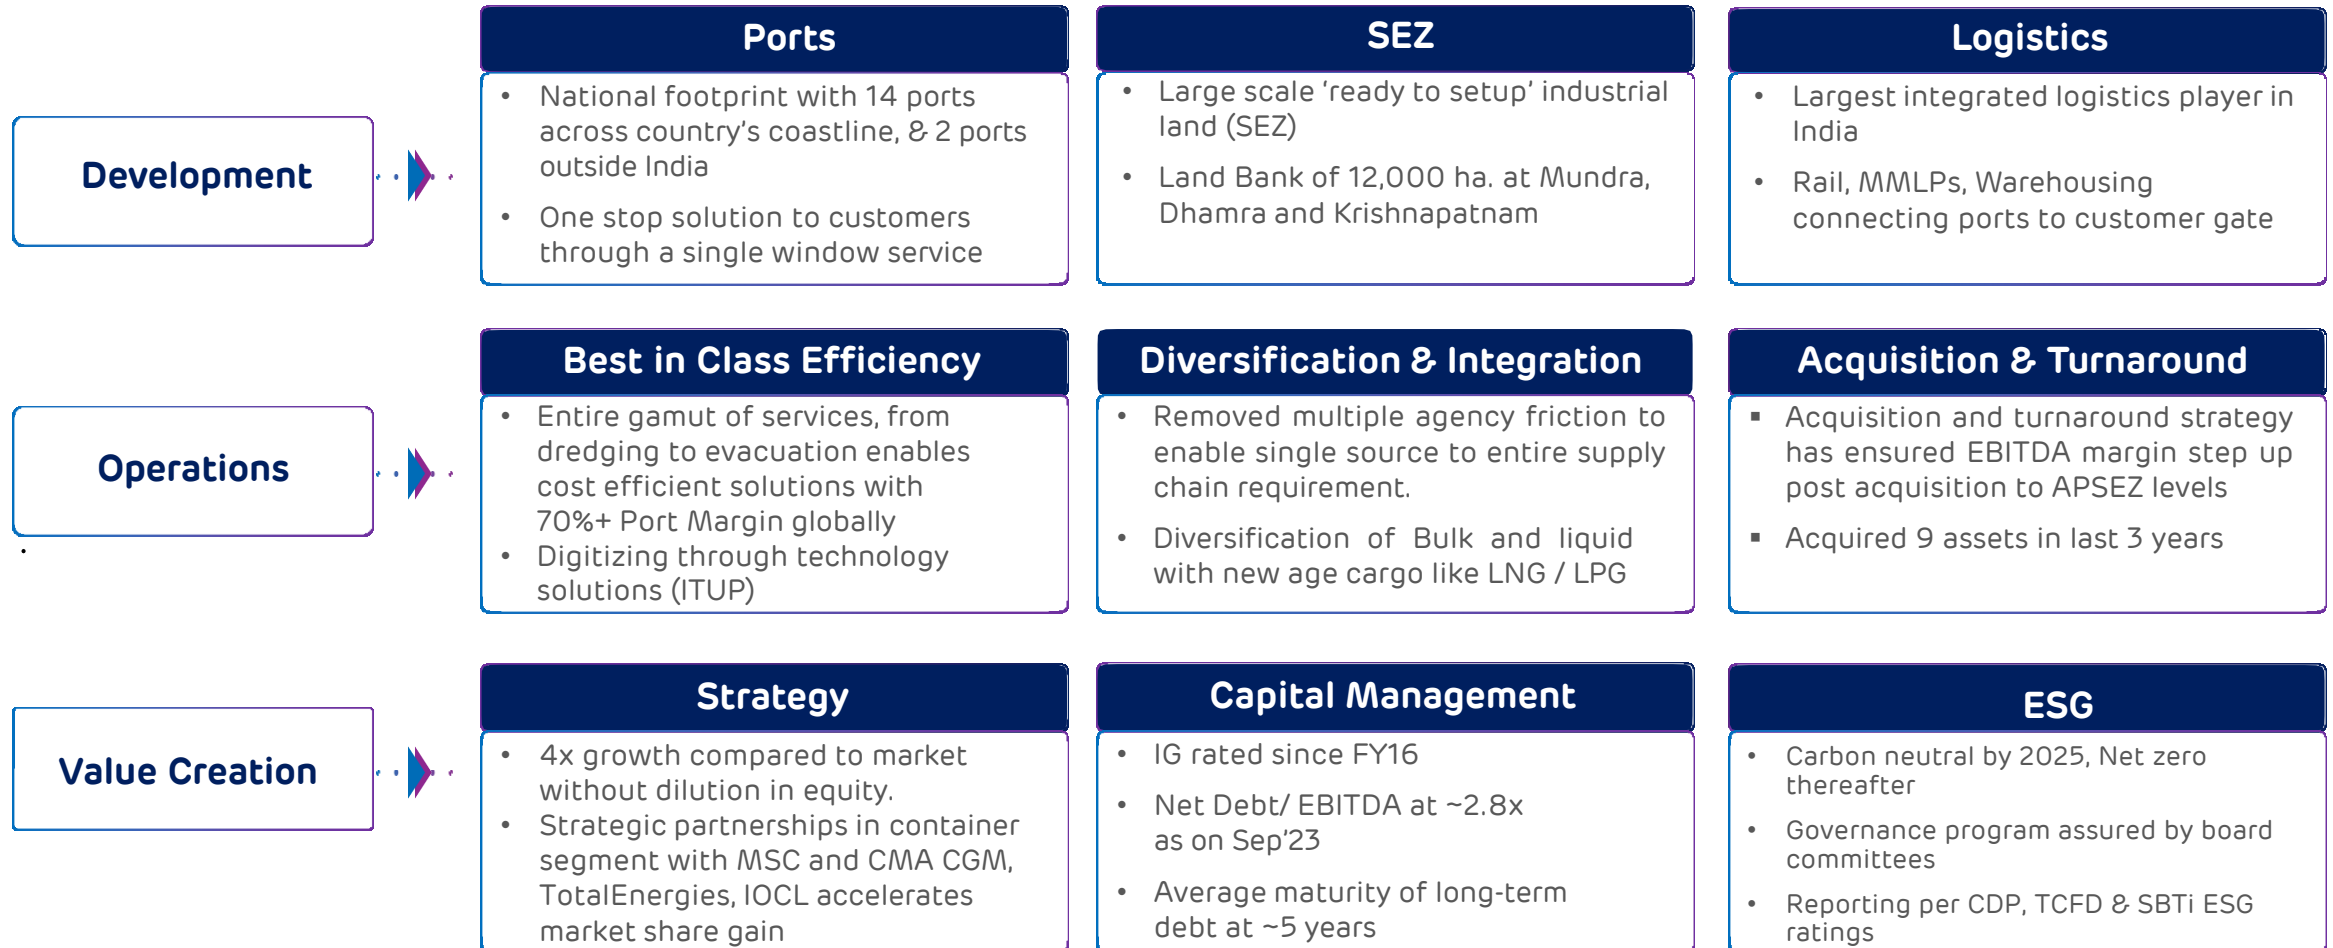 Development
Ports
• National footprint with 14 ports
across country's coastline, & 2 ports
outside India
• One stop solution to customers
through a single window service
SEZ
• Large scale ‘ready to setup’ industrial
land (SEZ)
• Land Bank of 12,000 ha. at Mundra,
Dhamra and Krishnapatnam
Logistics
• Largest integrated logistics player in
India
• Rail, MMLPs, Warehousing
connecting ports to customer gate
Operations
Best in Class Efficiency
• Entire gamut of services, from
dredging to evacuation enables
cost efficient solutions with
70%+ Port Margin globally
• Digitizing through technology
solutions (ITUP)
Diversification & Integration
• Removed multiple agency friction to
enable single source to entire supply
chain requirement.
• Diversification of Bulk and liquid
with new age cargo like LNG / LPG
Acquisition & Turnaround
▪ Acquisition and turnaround strategy
has ensured EBITDA margin step up
post acquisition to APSEZ levels
▪ Acquired 9 assets in last 3 years
.
Value Creation
Strategy
• 4x growth compared to market
without dilution in equity.
• Strategic partnerships in container
segment with MSC and CMA CGM,
TotalEnergies, IOCL accelerates
market share gain
Capital Management
• IG rated since FY16
• Net Debt/ EBITDA at ~2.8x
as on Sep'23
• Average maturity of long-term
debt at ~5 years
ESG
• Carbon neutral by 2025, Net zero
thereafter
• Governance program assured by board
committees
• Reporting per CDP, TCFD & SBTi ESG
ratings